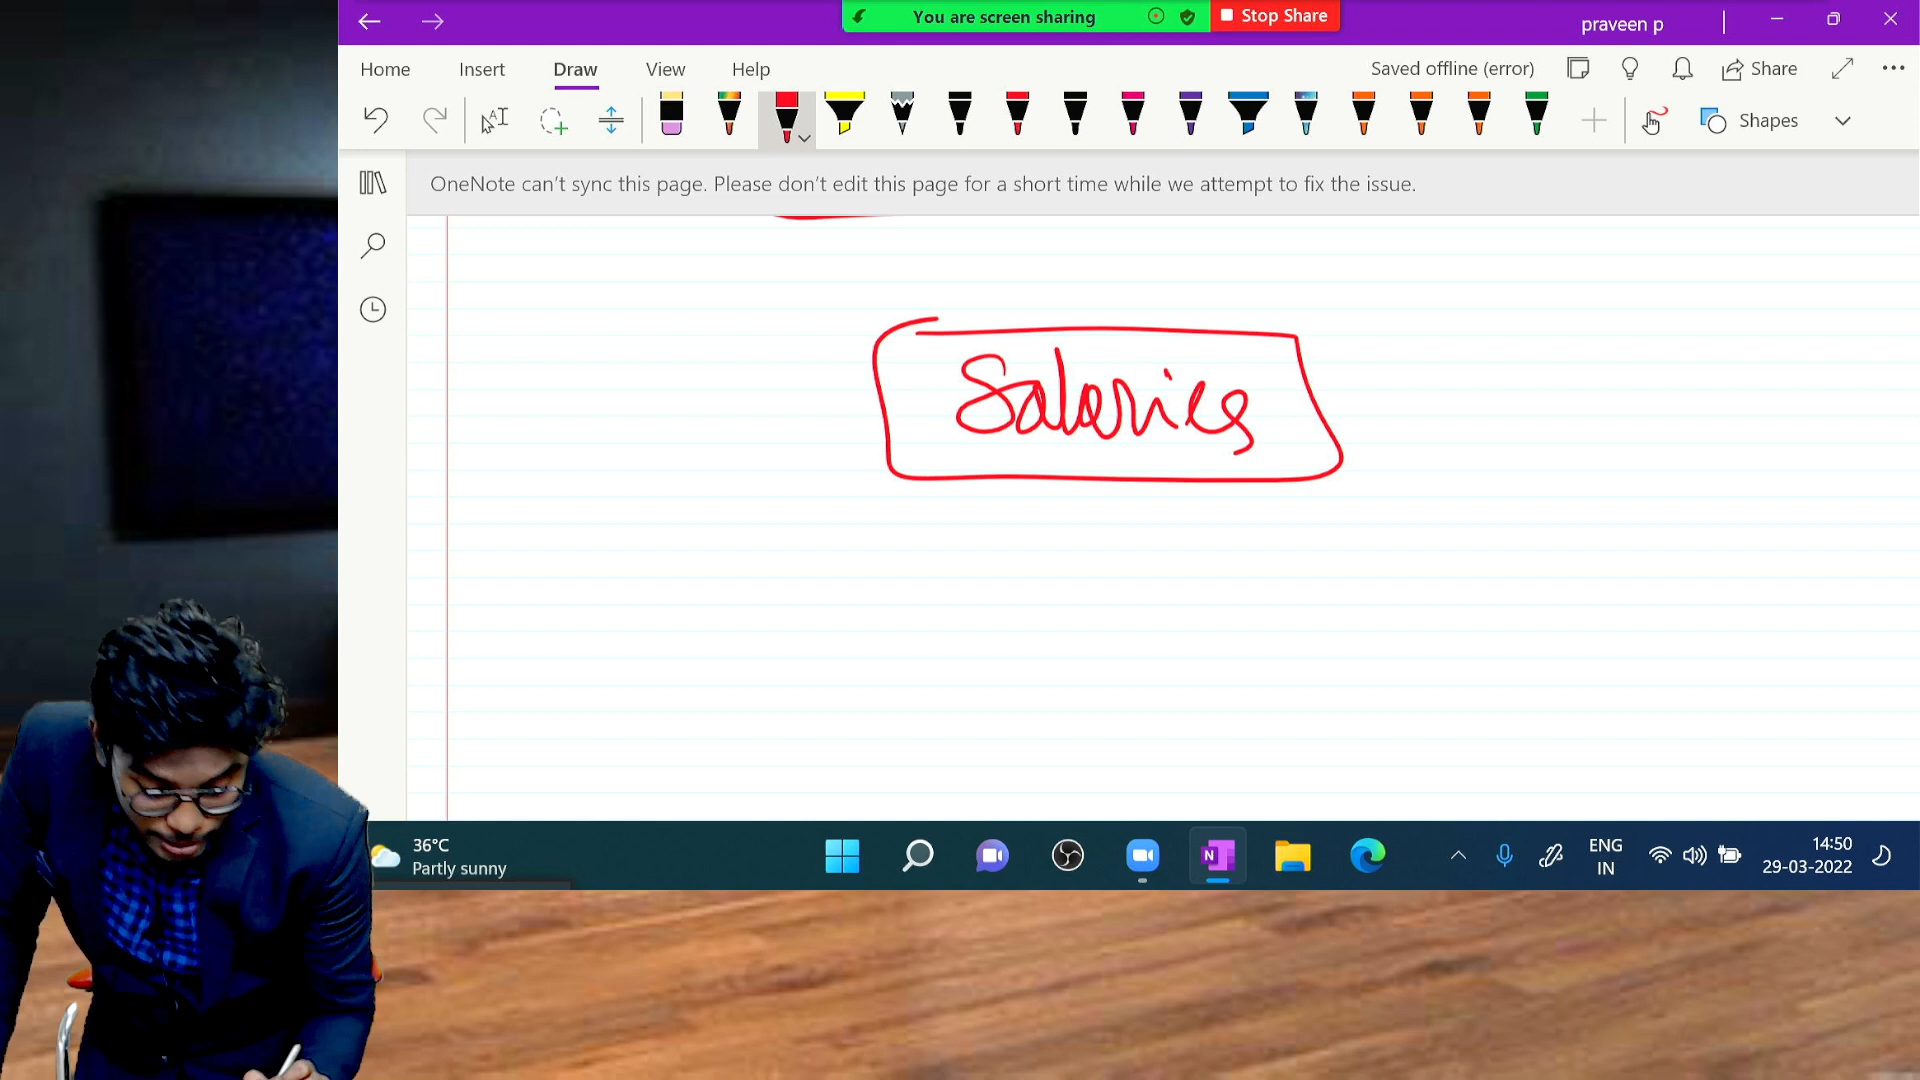 You are screen sharing
Stop Share
praveen p
Home Insert Draw View Help
Saved offline (error)
Share
Shapes
OneNote can't sync this page. Please don't edit this page for a short time while we attempt to fix the issue.
Salaries
36°C
Partly sunny
N
ENG
IN
14:50
29-03-2022